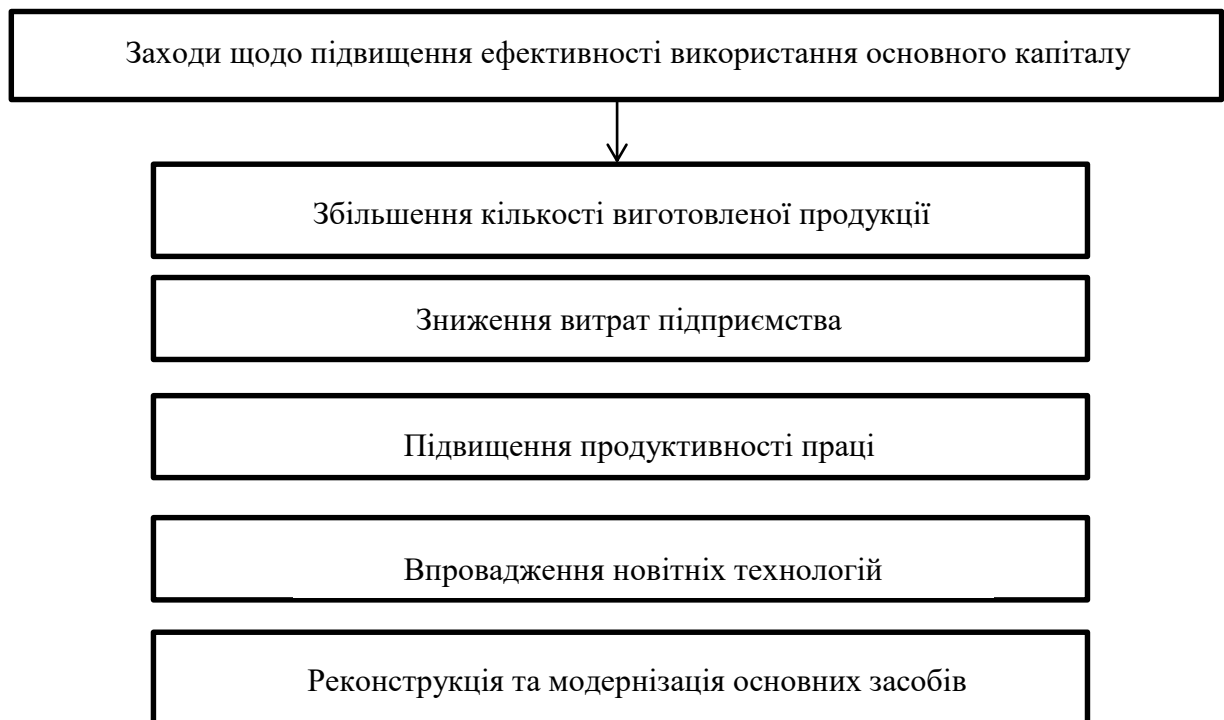 Заходи щодо підвищення ефективності використання основного капіталу
Збільшення кількості виготовленої продукції
Зниження витрат підприємства
Підвищення продуктивності праці
Впровадження новітніх технологій
Реконструкція та модернізація основних засобів